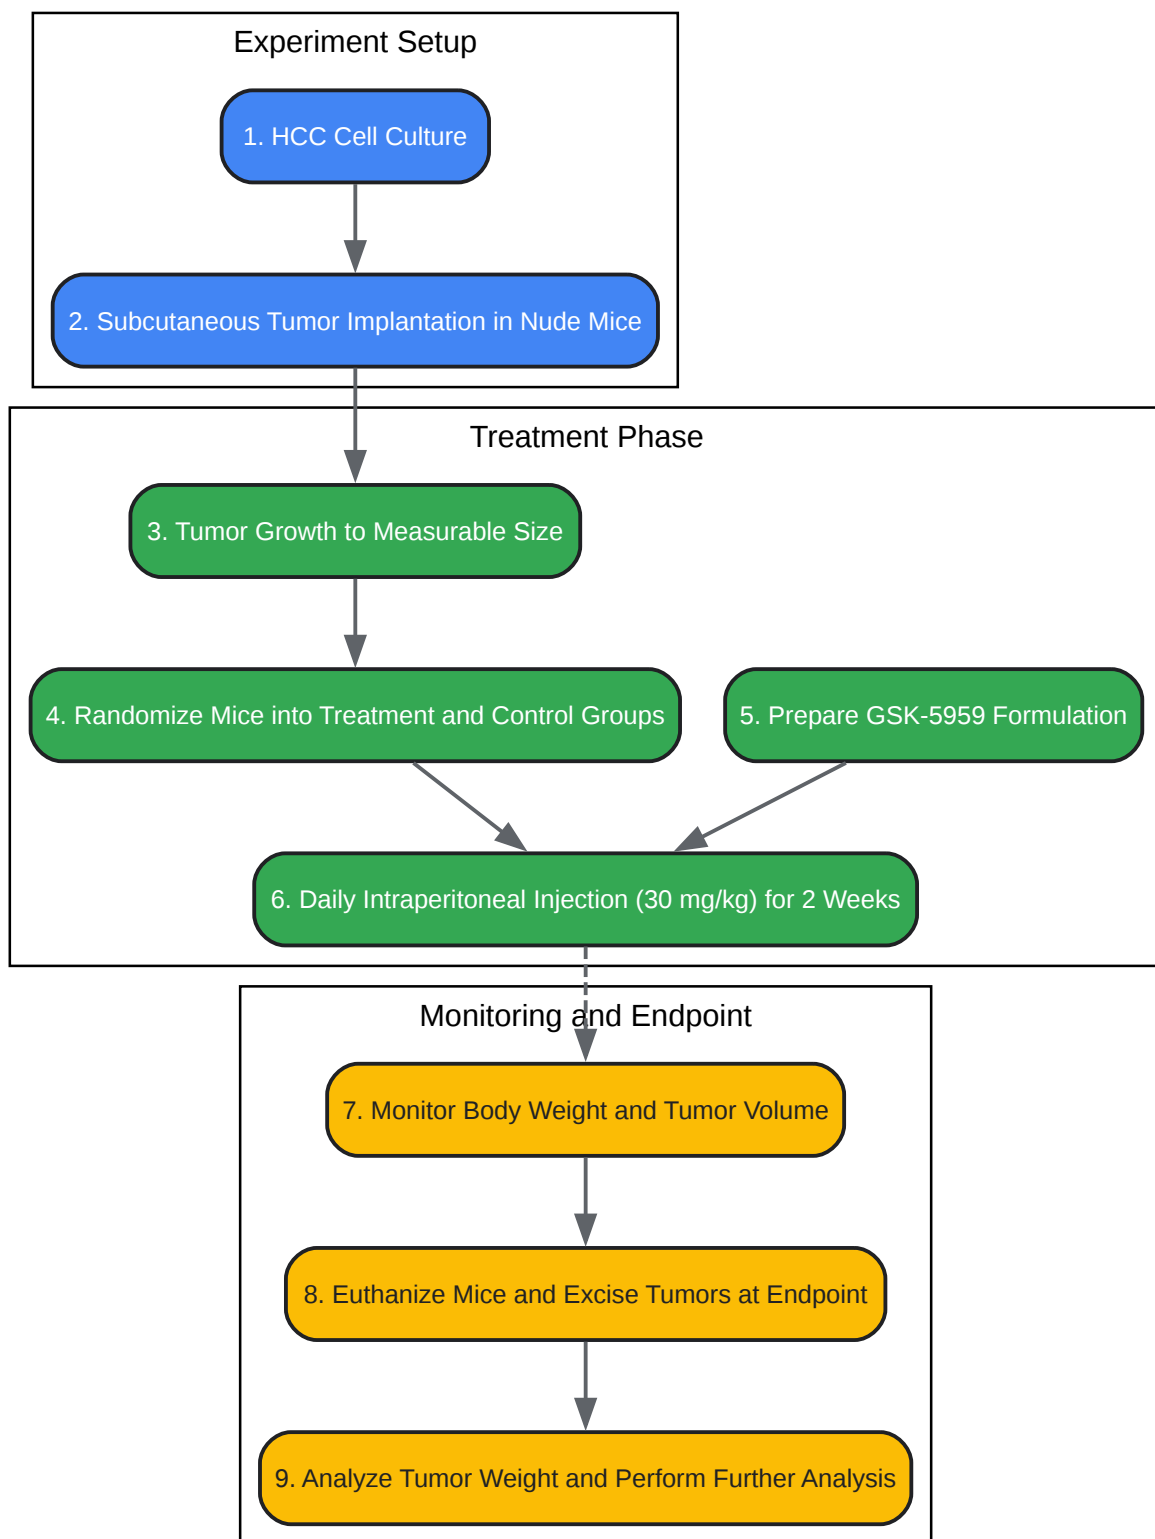 Experiment Setup
1. HCC Cell Culture
2. Subcutaneous Tumor Implantation in Nude Mice
Treatment Phase
3. Tumor Growth to Measurable Size
4. Randomize Mice into Treatment and Control Groups
5. Prepare GSK-5959 Formulation
6. Daily Intraperitoneal Injection (30 mg/kg) for 2 Weeks
Monitoring and Endpoint
7. Monitor Body Weight and Tumor Volume
8. Euthanize Mice and Excise Tumors at Endpoint
9. Analyze Tumor Weight and Perform Further Analysis